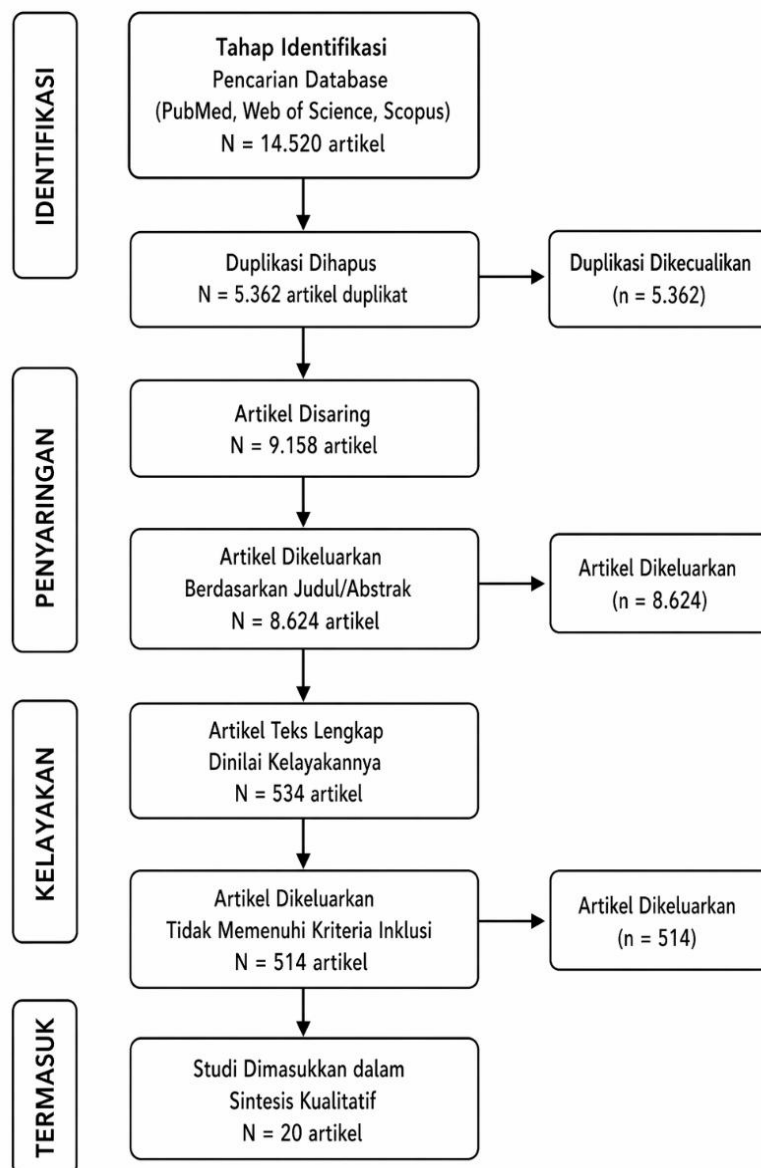 IDENTIFIKASI
Tahap Identifikasi
Pencarian Database
(PubMed, Web of Science, Scopus)
N = 14.520 artikel
Duplikasi Dihapus
N = 5.362 artikel duplikat
Duplikasi Dikecualikan
(n = 5.362)
PENYARINGAN
Artikel Disaring
N = 9.158 artikel
Artikel Dikeluarkan
Berdasarkan Judul/Abstrak
N = 8.624 artikel
Artikel Dikeluarkan
(n = 8.624)
KELAYAKAN
Artikel Teks Lengkap
Dinilai Kelayakannya
N = 534 artikel
Artikel Dikeluarkan
Tidak Memenuhi Kriteria Inklusi
N = 514 artikel
Artikel Dikeluarkan
(n = 514)
TERMASUK
Studi Dimasukkan dalam
Sintesis Kualitatif
N = 20 artikel